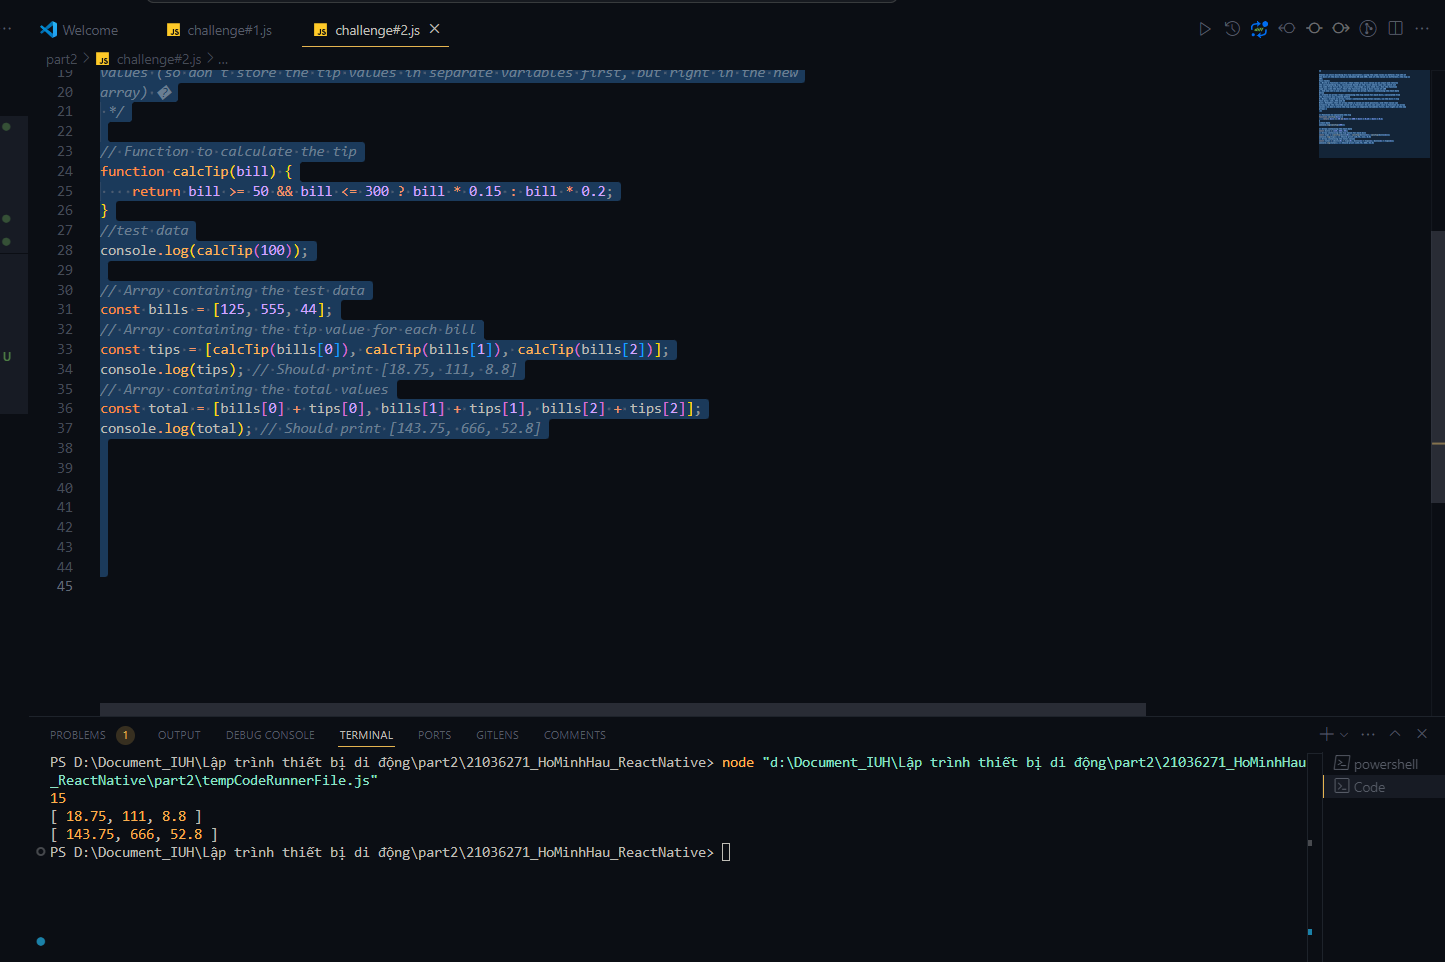 Welcome
challenge#1.js
challenge#2.js
part2 > challenge#2.js > ...
19 values (so don't store the tip values in separate variables first, but right in the new
20 array) �
21 */
22
23 // Function to calculate the tip
24 function calcTip(bill) {
25 return bill >= 50 && bill <= 300 ? bill * 0.15 : bill * 0.2;
26 }
27 //test data
28 console.log(calcTip(100));
29
30 // Array containing the test data
31 const bills = [125, 555, 44];
32 // Array containing the tip value for each bill
33 const tips = [calcTip(bills[0]), calcTip(bills[1]), calcTip(bills[2])];
34 console.log(tips); // Should print [18.75, 111, 8.8]
35 // Array containing the total values
36 const total = [bills[0] + tips[0], bills[1] + tips[1], bills[2] + tips[2]];
37 console.log(total); // Should print [143.75, 666, 52.8]
38
39
40
41
42
43
44
45
U
PROBLEMS 1 OUTPUT DEBUG CONSOLE TERMINAL PORTS GITLENS COMMENTS
PS D:\Document_IUH\Lập trình thiết bị di động\part2\21036271_HoMinhHau_ReactNative> node "d:\Document_IUH\Lập trình thiết bị di động\part2\21036271_HoMinhHau
_ReactNative\part2\tempCodeRunnerFile.js"
15
[ 18.75, 111, 8.8 ]
[ 143.75, 666, 52.8 ]
PS D:\Document_IUH\Lập trình thiết bị di động\part2\21036271_HoMinhHau_ReactNative>
powershell
Code